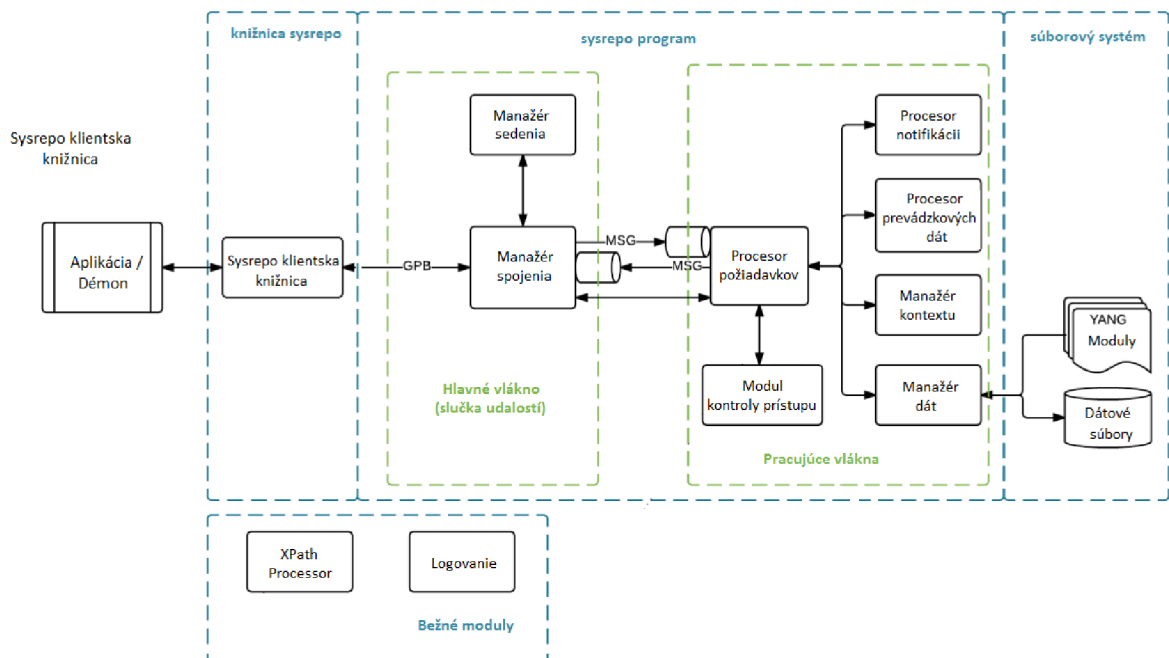 knižnica sysrepo
sysrepo program
súborový systém
Sysrepo klientska
knižnica
Aplikácia /
Démon
Sysrepo klientska
knižnica
GPB
Manažér
sedenia
Manažér
spojenia
MSG
MSG
Hlavné vlákno
(slučka udalostí)
Procesor
požiadavkov
Modul
kontroly prístupu
Procesor
notifikácii
Procesor
prevádzkových
dát
Manažér
kontextu
Manažér
dát
Pracujúce vlákna
YANG
Moduly
Dátové
súbory
XPath
Processor
Logovanie
Bežné moduly